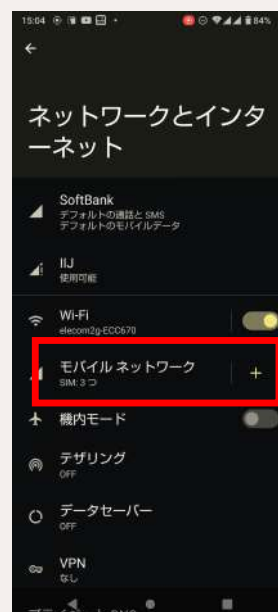 15:04
84%
ネットワークとインタ
ーネット
SoftBank
デフォルトの通話と SMS
デフォルトのモバイルデータ
IIJ
使用可能
Wi-Fi
elecom2g-ECC670
モバイル ネットワーク
SIM: 3 つ
+
機内モード
テザリング
OFF
データセーバー
OFF
VPN
なし